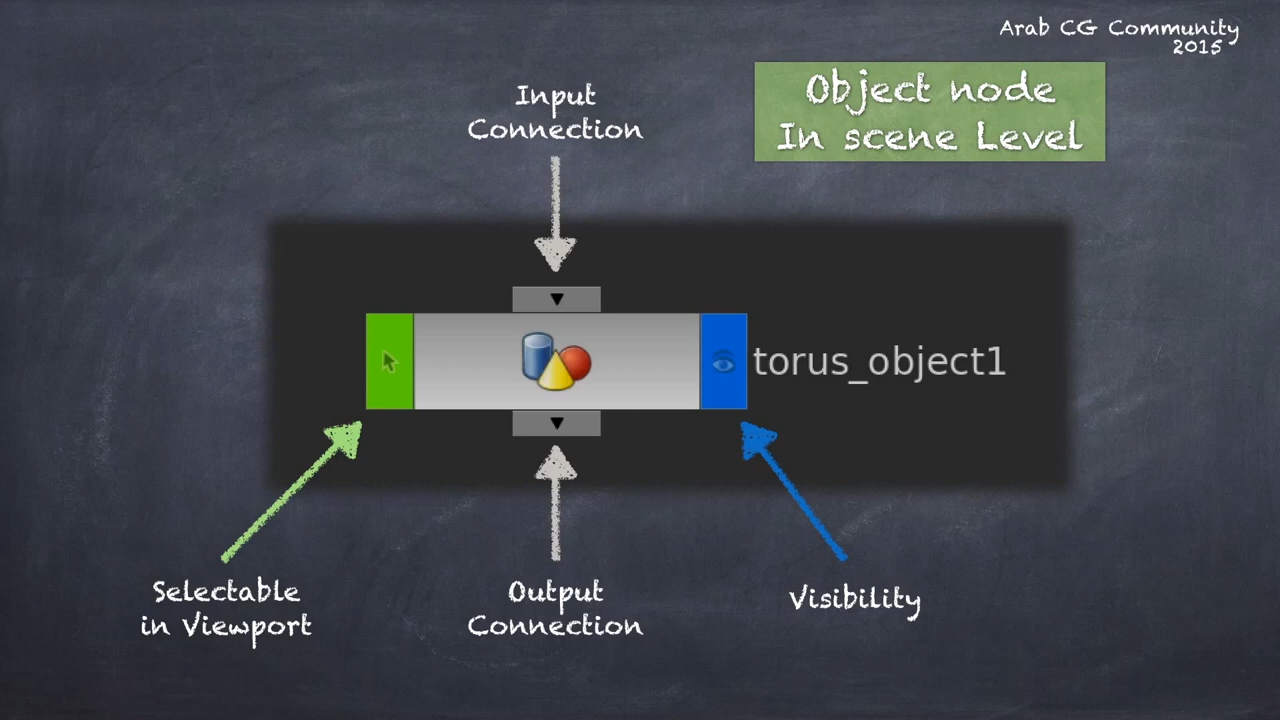 Arab CG Community
2015
Object node
In scene Level
Input
Connection
torus_object1
Selectable
in Viewport
Output
Connection
Visibility